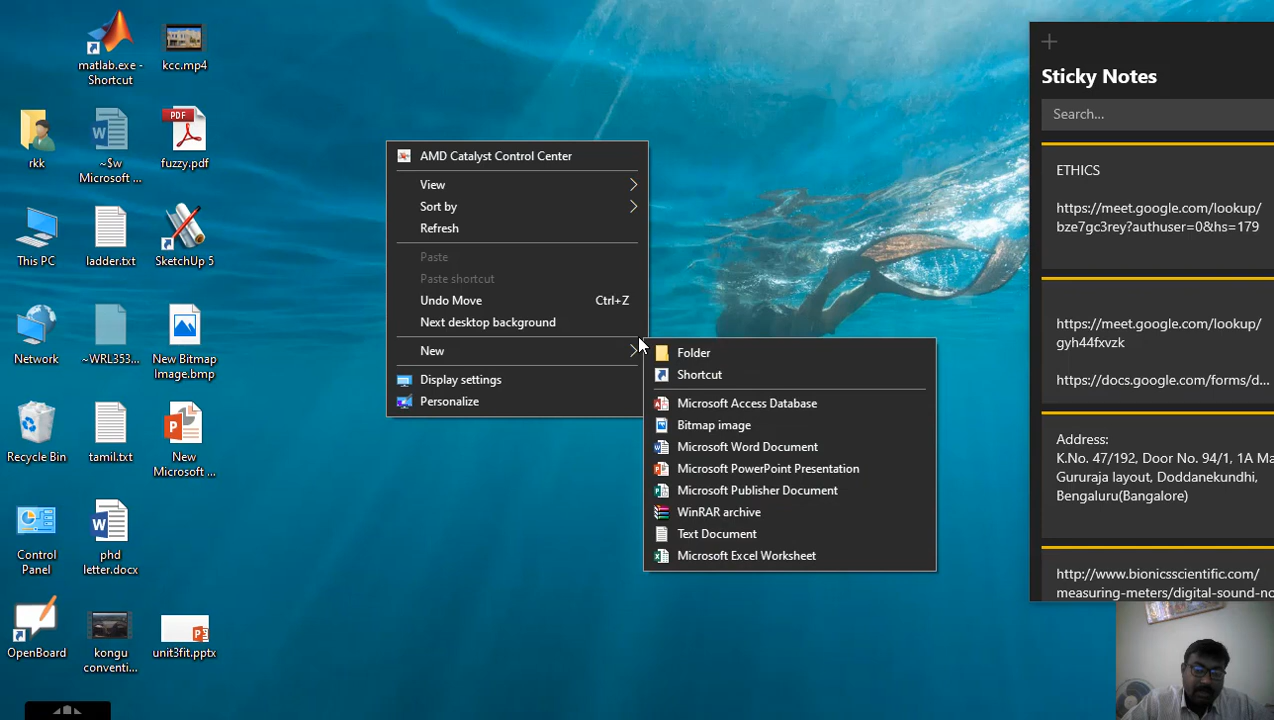 matlab.exe -
Shortcut
kcc.mp4
rkk
~$w
Microsoft ...
fuzzy.pdf
This PC
ladder.txt
SketchUp 5
Network
~WRL353...
New Bitmap
Image.bmp
Recycle Bin
tamil.txt
New
Microsoft ...
Control
Panel
phd
letter.docx
OpenBoard
kongu
conventi...
unit3fit.pptx
AMD Catalyst Control Center
View
Sort by
Refresh
Paste
Paste shortcut
Undo Move Ctrl+Z
Next desktop background
New
Display settings
Personalize
Folder
Shortcut
Microsoft Access Database
Bitmap image
Microsoft Word Document
Microsoft PowerPoint Presentation
Microsoft Publisher Document
WinRAR archive
Text Document
Microsoft Excel Worksheet
Sticky Notes
Search...
ETHICS
https://meet.google.com/lookup/
bze7gc3rey?authuser=0&hs=179
https://meet.google.com/lookup/
gyh44fxvzk
https://docs.google.com/forms/d...
Address:
K.No. 47/192, Door No. 94/1, 1A Ma
Gururaja layout, Doddanekundhi,
Bengaluru(Bangalore)
http://www.bionicsscientific.com/
measuring-meters/digital-sound-no